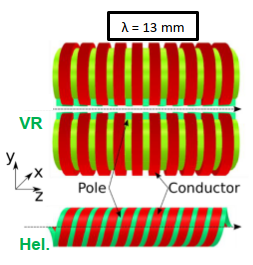 λ = 13 mm
VR
y
x
z
Pole
Conductor
Hel.